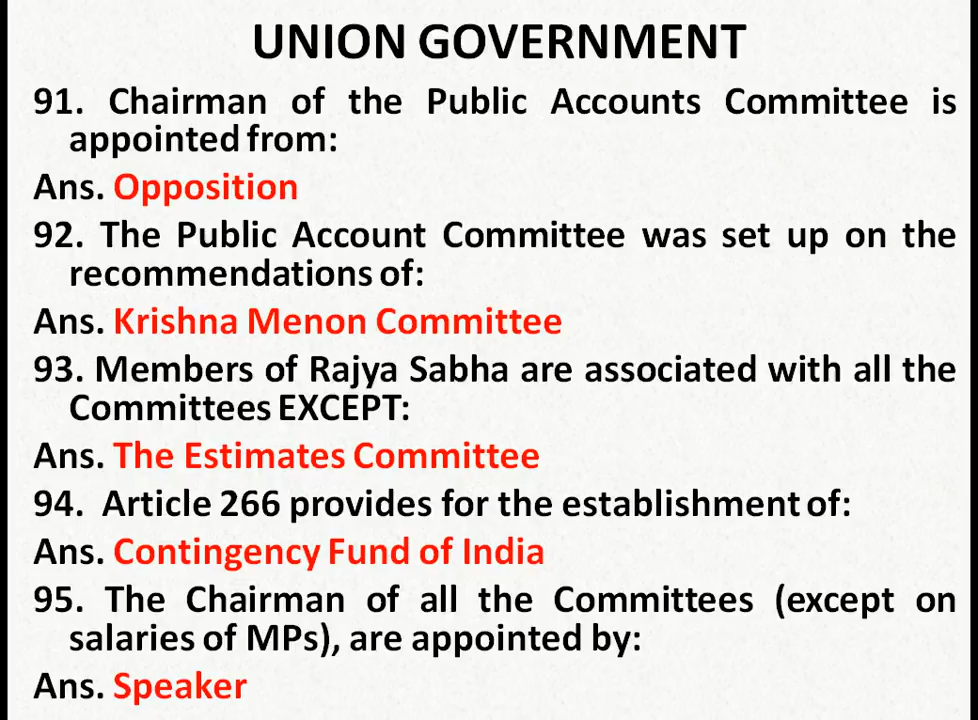 UNION GOVERNMENT
91. Chairman of the Public Accounts Committee is
appointed from:
Ans. Opposition
92. The Public Account Committee was set up on the
recommendations of:
Ans. Krishna Menon Committee
93. Members of Rajya Sabha are associated with all the
Committees EXCEPT:
Ans. The Estimates Committee
94. Article 266 provides for the establishment of:
Ans. Contingency Fund of India
95. The Chairman of all the Committees (except on
salaries of MPs), are appointed by:
Ans. Speaker